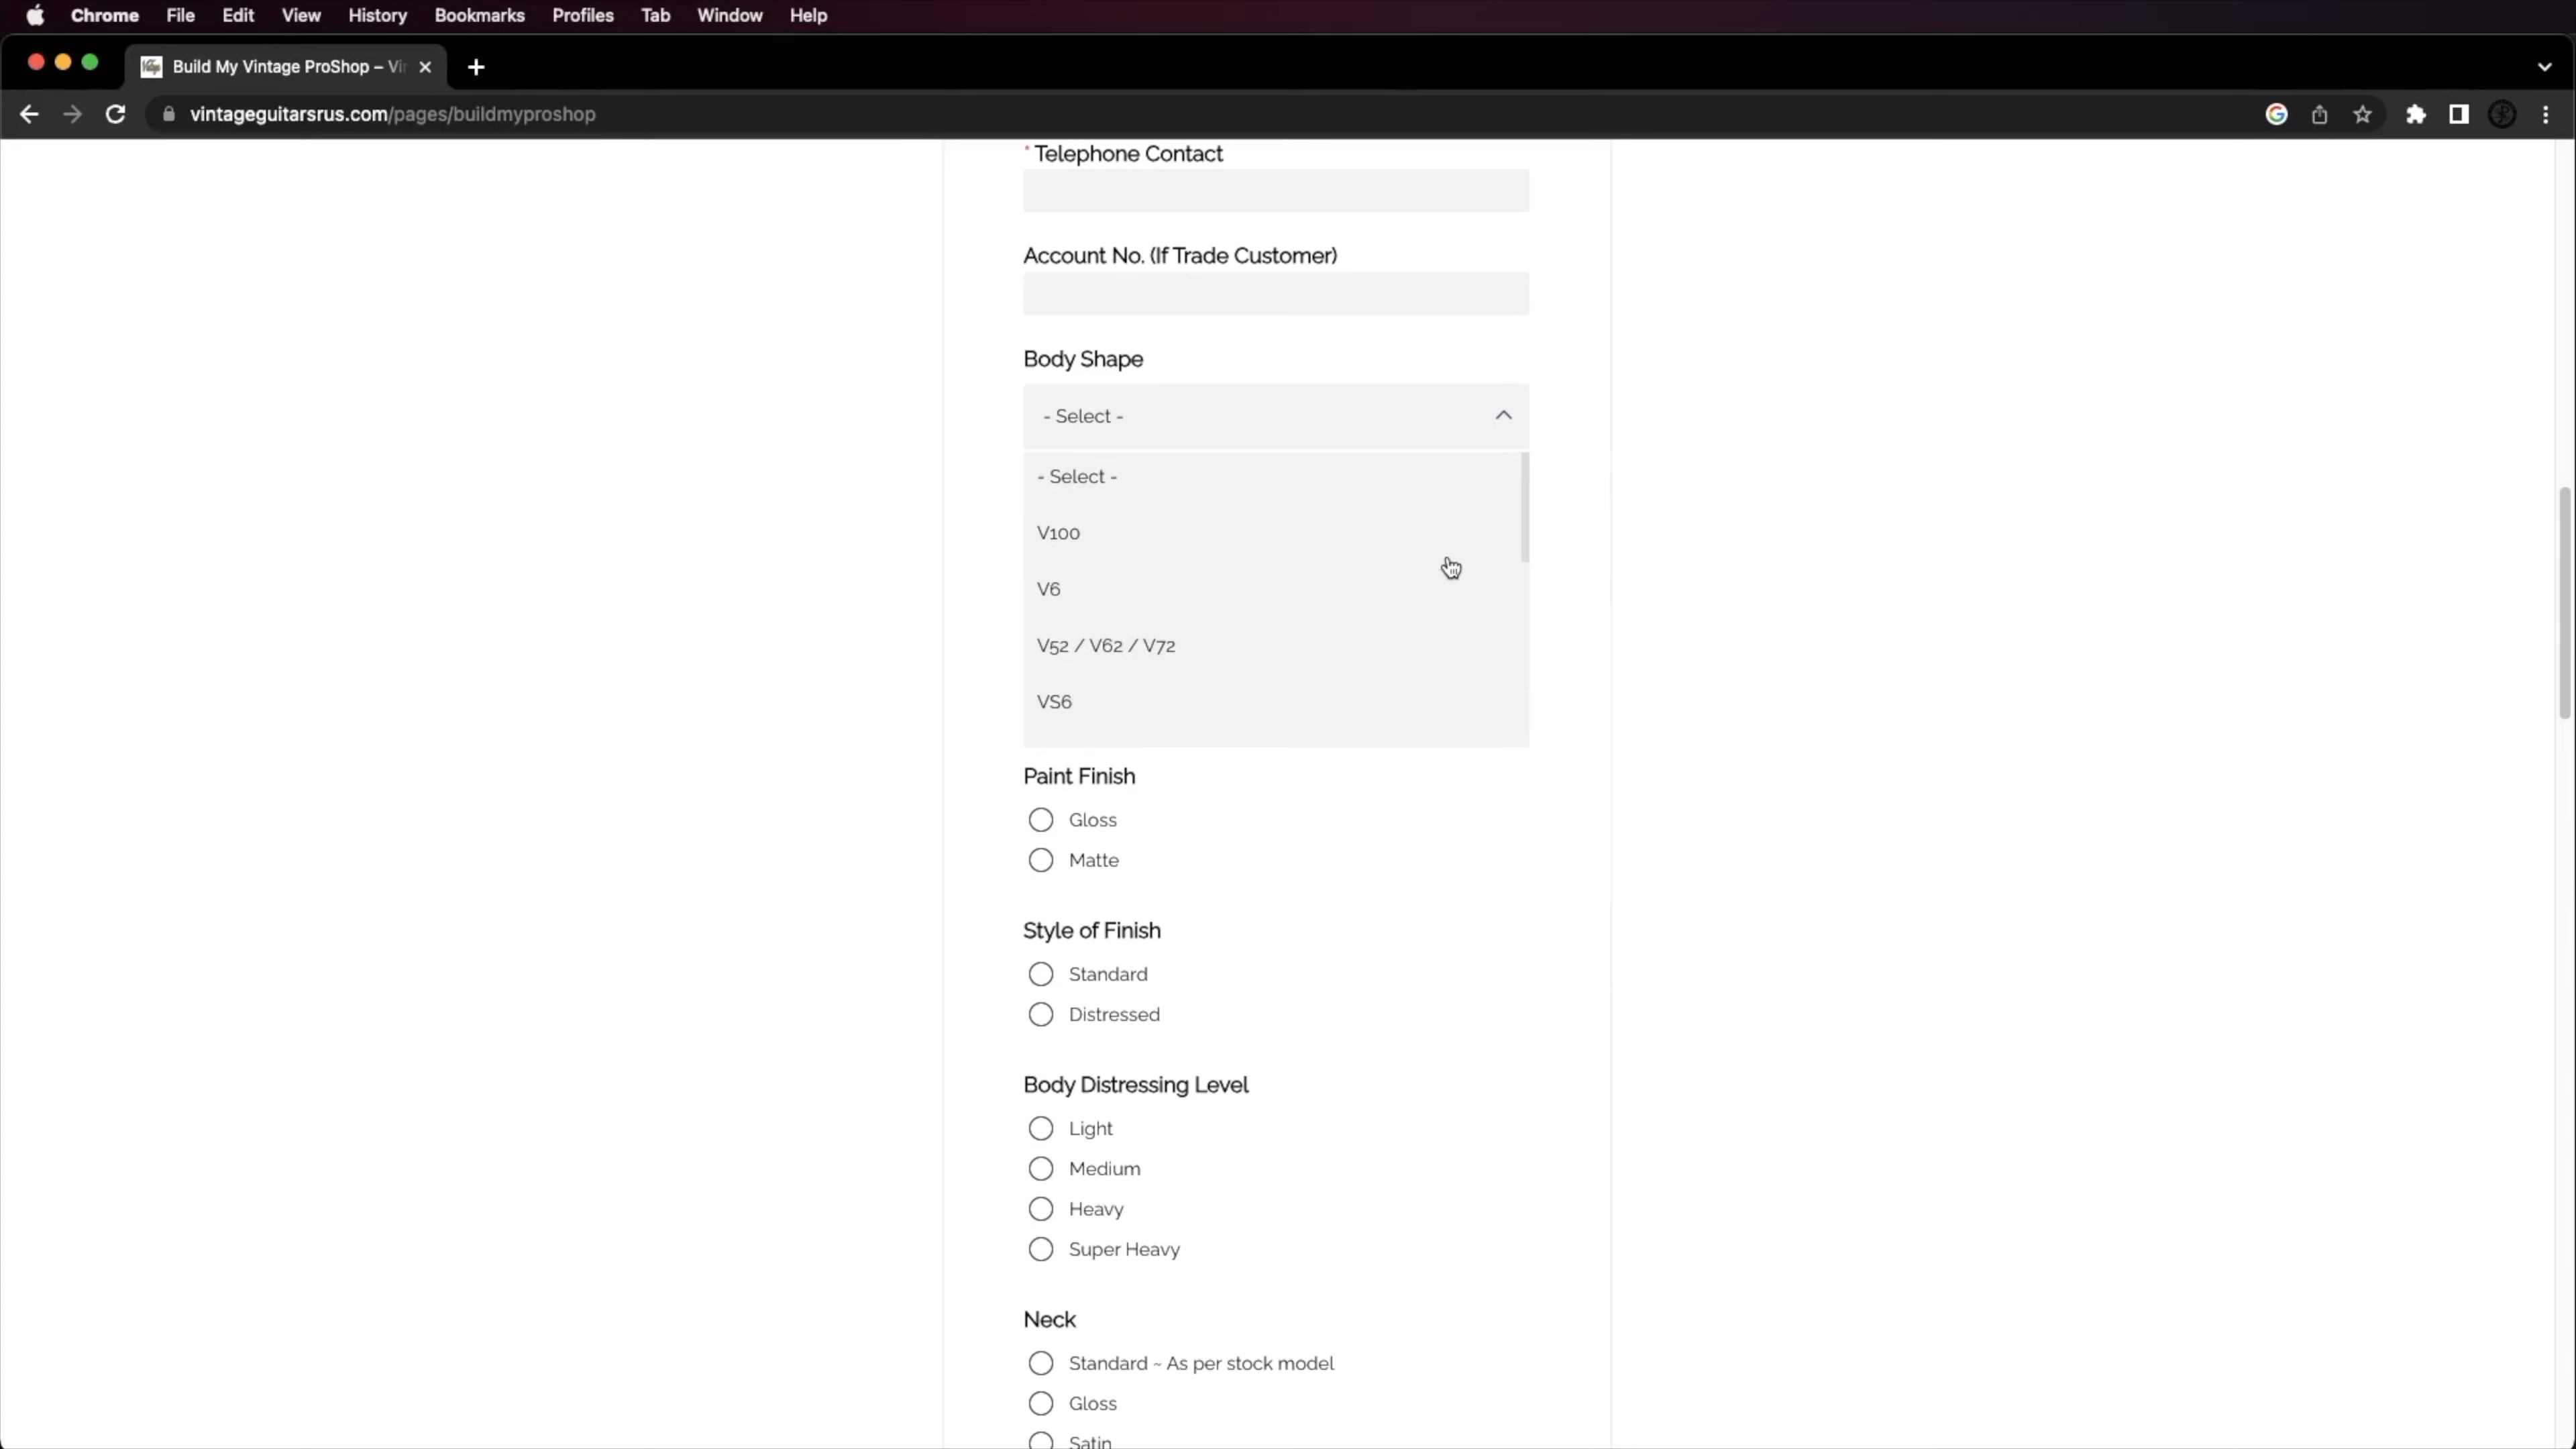 Chrome File Edit View History Bookmarks Profiles Tab Window Help
Build My Vintage ProShop – Vi
vintageguitarsrus.com/pages/buildmyproshop
* Telephone Contact
Account No. (If Trade Customer)
Body Shape
- Select -
- Select -
V100
V6
V52 / V62 / V72
VS6
Paint Finish
Gloss
Matte
Style of Finish
Standard
Distressed
Body Distressing Level
Light
Medium
Heavy
Super Heavy
Neck
Standard ~ As per stock model
Gloss
Satin